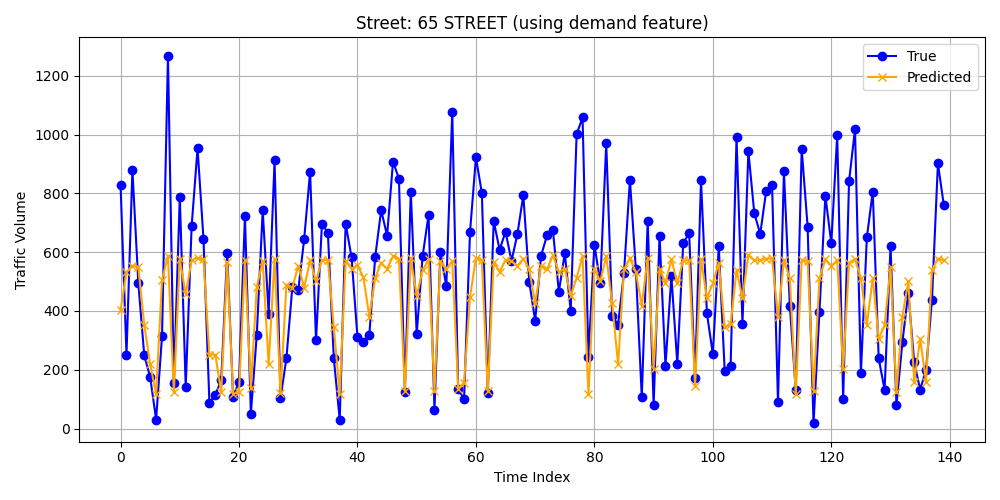 Street: 65 STREET (using demand feature)
True
Predicted
Traffic Volume
1200
1000
800
600
400
200
0
0 20 40 60 80 100 120 140
Time Index